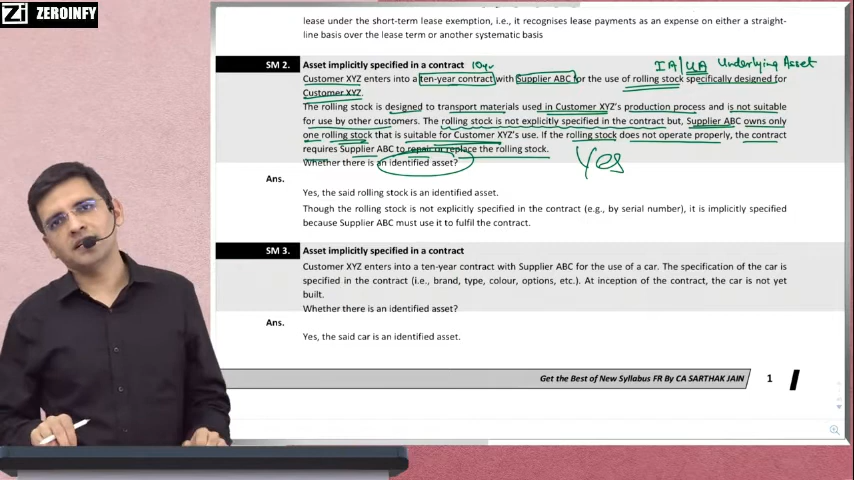 Zi ZEROINFY
lease under the short-term lease exemption, i.e., it recognises lease payments as an expense on either a straight-
line basis over the lease term or another systematic basis
SM 2. Asset implicitly specified in a contract 10yr IA/UA Underlying Asset
Customer XYZ enters into a ten-year contract with Supplier ABC for the use of rolling stock specifically designed for
Customer XYZ.
The rolling stock is designed to transport materials used in Customer XYZ's production process and is not suitable
for use by other customers. The rolling stock is not explicitly specified in the contract but, Supplier ABC owns only
one rolling stock that is suitable for Customer XYZ's use. If the rolling stock does not operate properly, the contract
requires Supplier ABC to repair or replace the rolling stock.
Whether there is an identified asset? Yes
Ans.
Yes, the said rolling stock is an identified asset.
Though the rolling stock is not explicitly specified in the contract (e.g., by serial number), it is implicitly specified
because Supplier ABC must use it to fulfil the contract.
SM 3. Asset implicitly specified in a contract
Customer XYZ enters into a ten-year contract with Supplier ABC for the use of a car. The specification of the car is
specified in the contract (i.e., brand, type, colour, options, etc.). At inception of the contract, the car is not yet
built.
Whether there is an identified asset?
Ans.
Yes, the said car is an identified asset.
Get the Best of New Syllabus FR By CA SARTHAK JAIN 1